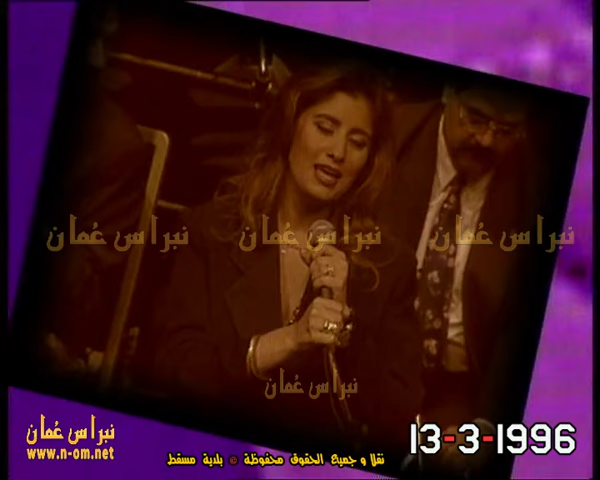 نبراس عُمان نبراس عُمان نبراس عُمان
نبراس عُمان
نبراس عُمان
www.n-om.net
13-3-1996
نقلا و جميع الحقوق محفوظة © بلدية مسقط